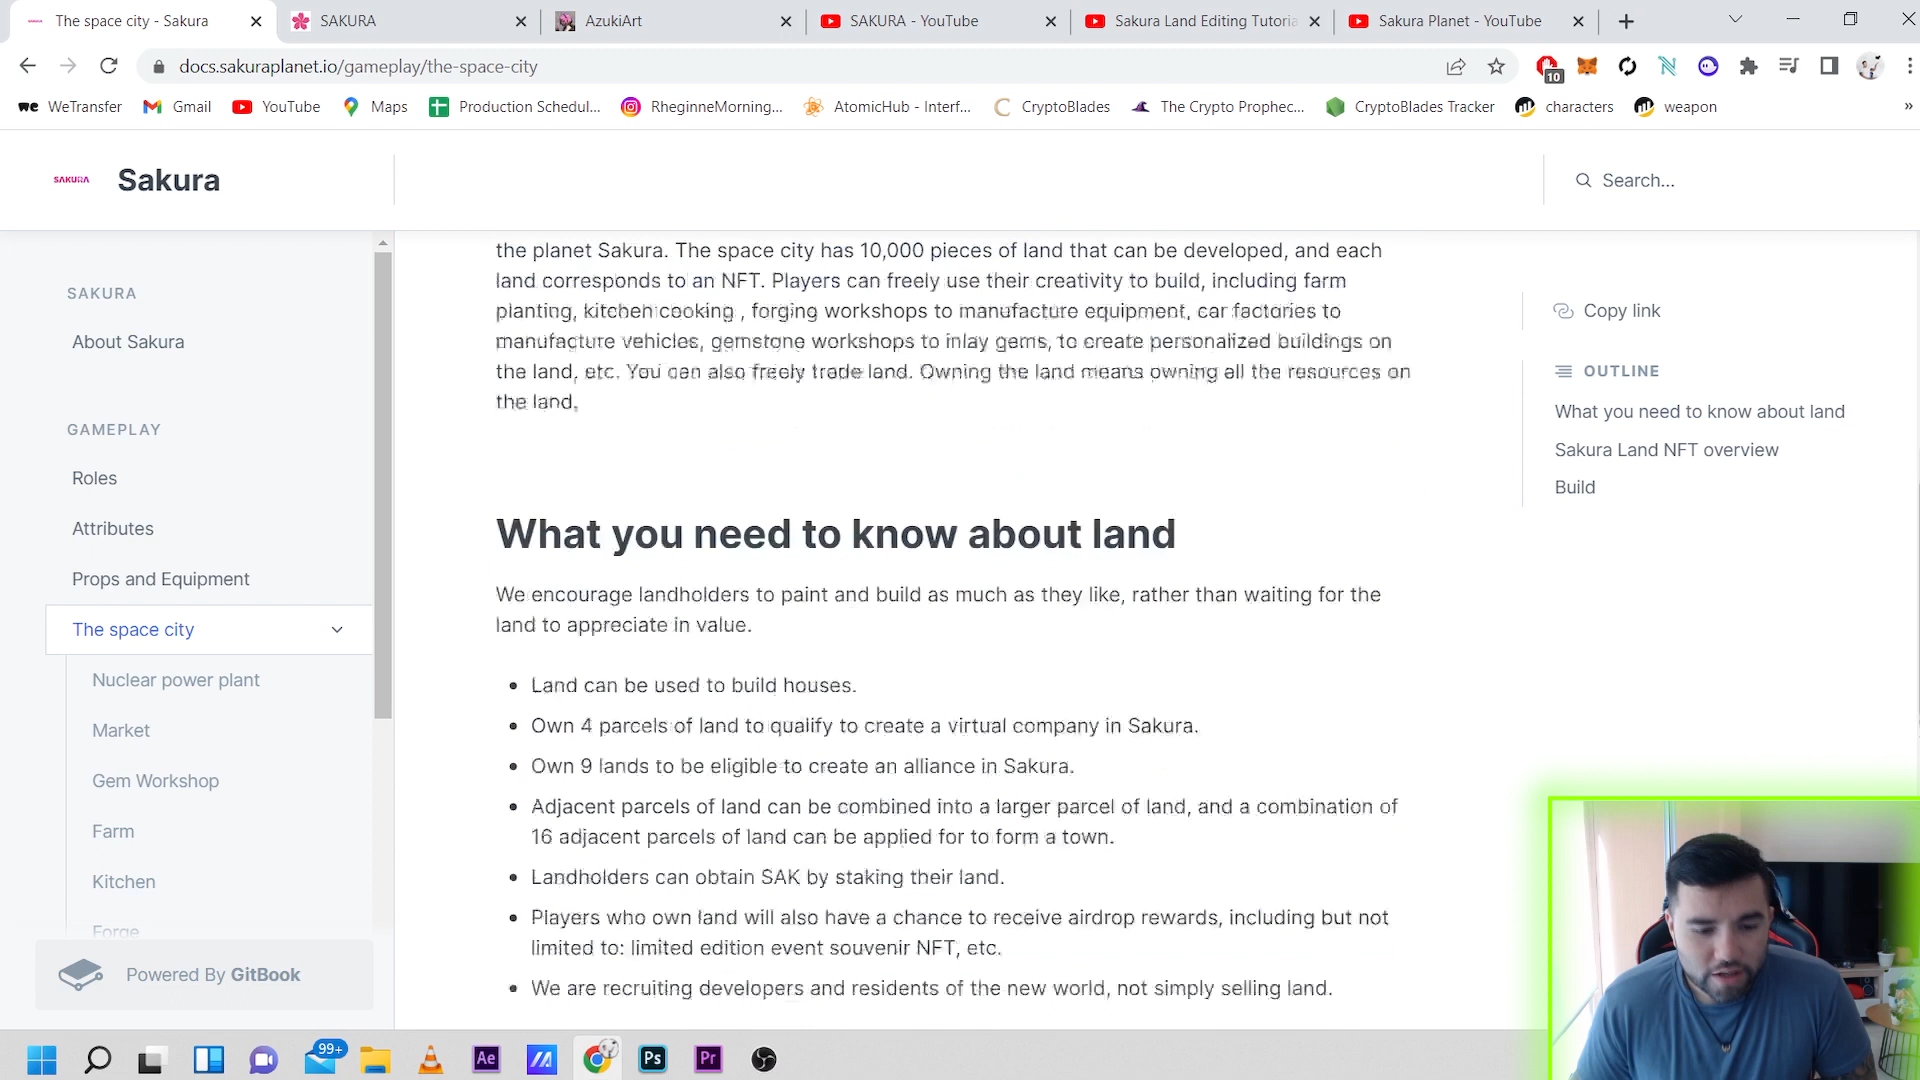 The space city - Sakura
SAKURA
AzukiArt
SAKURA - YouTube
Sakura Land Editing Tutoria
Sakura Planet - YouTube
docs.sakuraplanet.io/gameplay/the-space-city
10
WeTransfer
Gmail
YouTube
Maps
Production Schedul...
RheginneMorning...
AtomicHub - Interf...
CryptoBlades
The Crypto Prophec...
CryptoBlades Tracker
characters
weapon
»
SAKURA
Sakura
Search...
SAKURA
About Sakura
GAMEPLAY
Roles
Attributes
Props and Equipment
The space city
Nuclear power plant
Market
Gem Workshop
Farm
Kitchen
Forge
Powered By GitBook
the planet Sakura. The space city has 10,000 pieces of land that can be developed, and each
land corresponds to an NFT. Players can freely use their creativity to build, including farm
planting, kitchen cooking , forging workshops to manufacture equipment, car factories to
manufacture vehicles, gemstone workshops to inlay gems, to create personalized buildings on
the land, etc. You can also freely trade land. Owning the land means owning all the resources on
the land.
What you need to know about land
We encourage landholders to paint and build as much as they like, rather than waiting for the
land to appreciate in value.
• Land can be used to build houses.
• Own 4 parcels of land to qualify to create a virtual company in Sakura.
• Own 9 lands to be eligible to create an alliance in Sakura.
• Adjacent parcels of land can be combined into a larger parcel of land, and a combination of
16 adjacent parcels of land can be applied for to form a town.
• Landholders can obtain SAK by staking their land.
• Players who own land will also have a chance to receive airdrop rewards, including but not
limited to: limited edition event souvenir NFT, etc.
• We are recruiting developers and residents of the new world, not simply selling land.
Copy link
OUTLINE
What you need to know about land
Sakura Land NFT overview
Build
99+
Ae
Ps
Pr